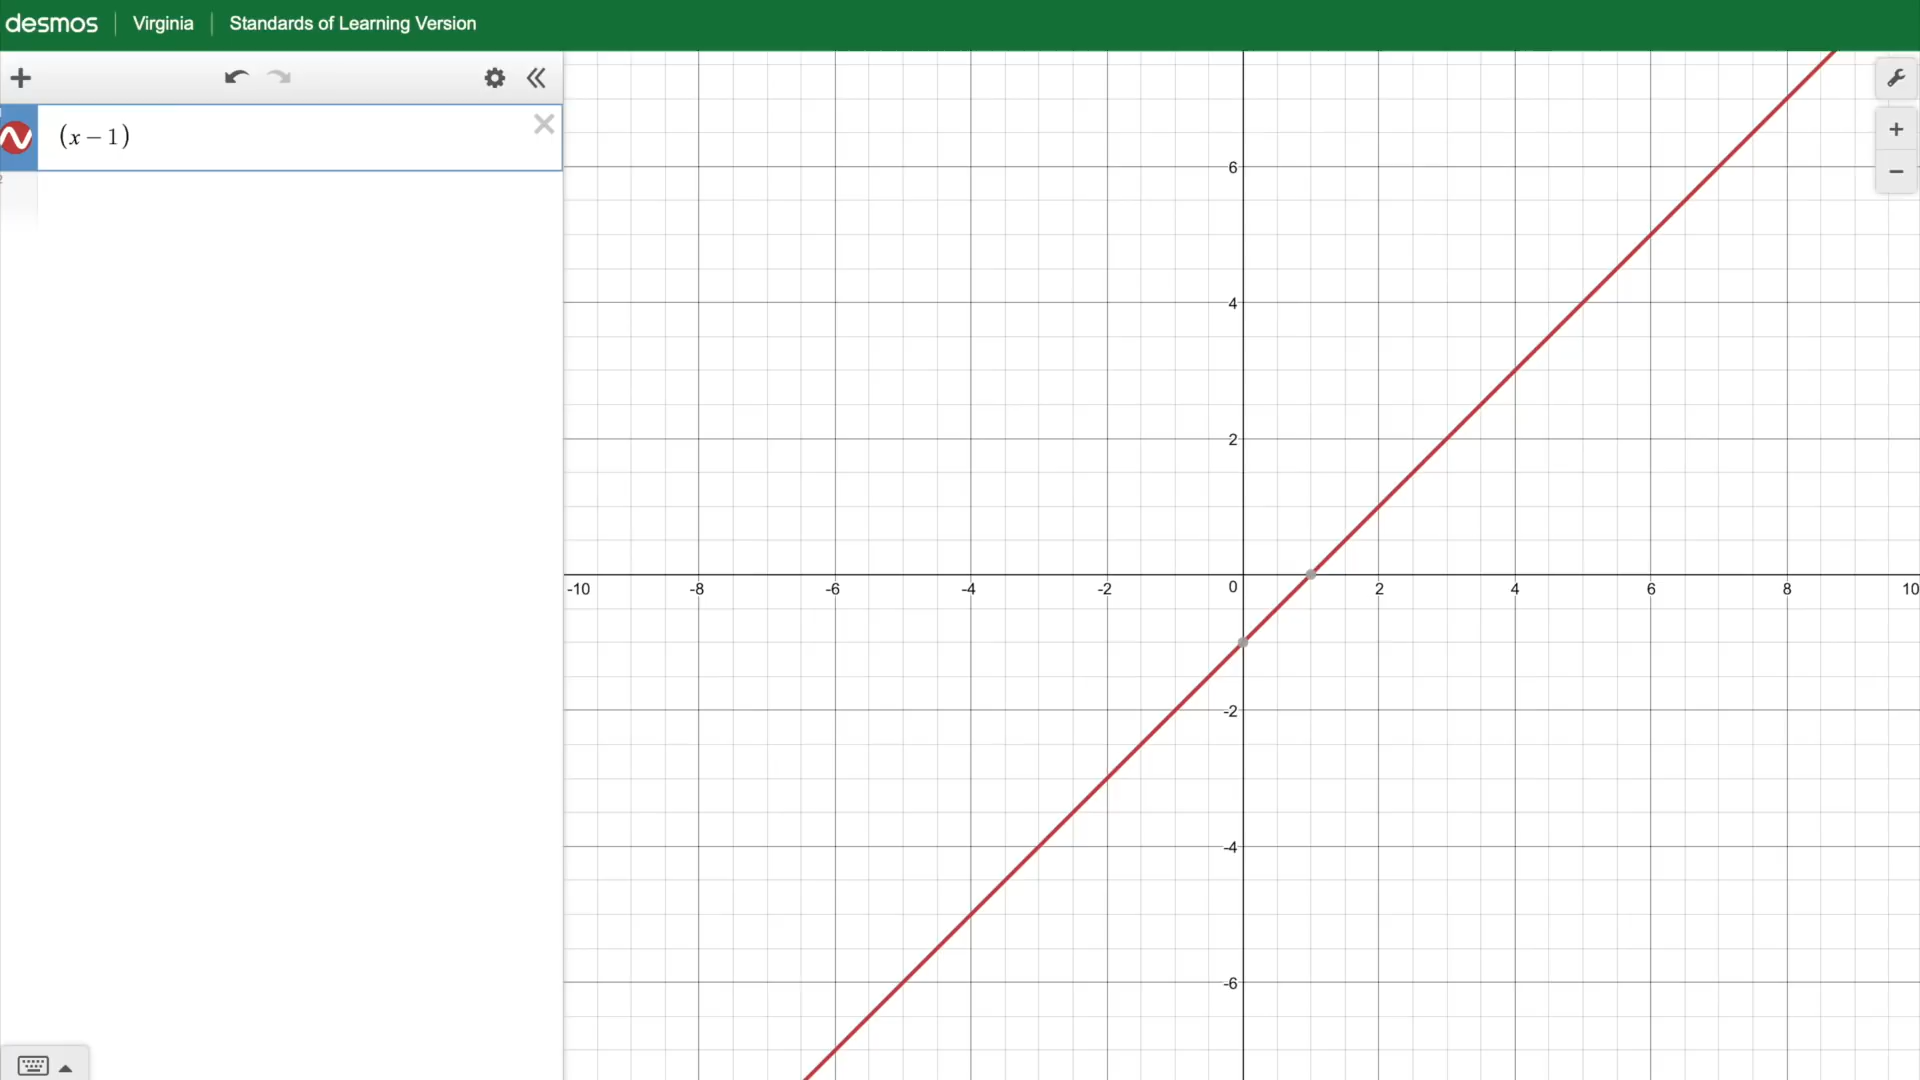 desmos Virginia Standards of Learning Version
(x − 1)
2
6
4
2
-10 -8 -6 -4 -2 0 2 4 6 8 10
-2
-4
-6